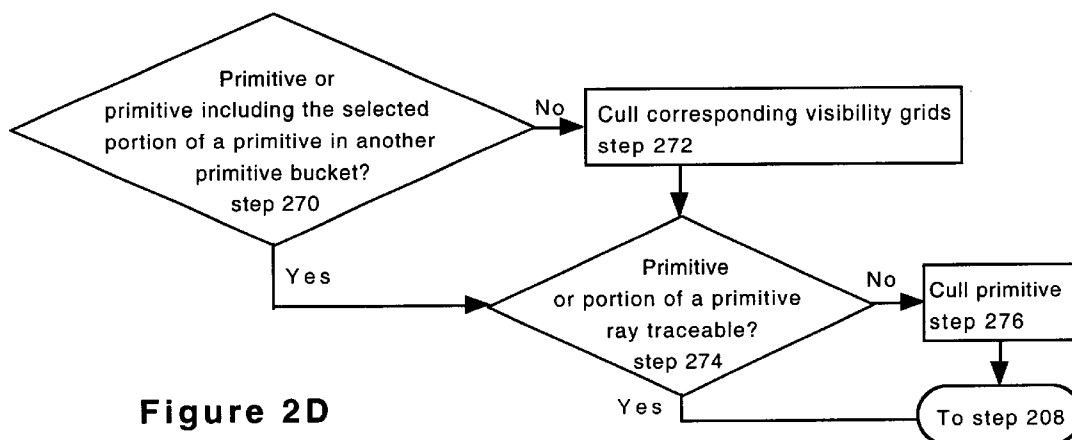 Primitive or
primitive including the selected
portion of a primitive in another
primitive bucket?
step 270
No
Cull corresponding visibility grids
step 272
Yes
Primitive
or portion of a primitive
ray traceable?
step 274
No
Cull primitive
step 276
Yes
To step 208
Figure 2D